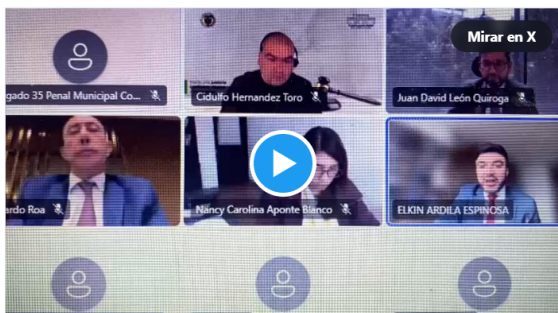 Mirar en X
gado 35 Penal Municipal Co...
Cidulfo Hernandez Toro
Juan David León Quiroga
ardo Roa
Nancy Carolina Aponte Blanco
ELKIN ARDILA ESPINOSA